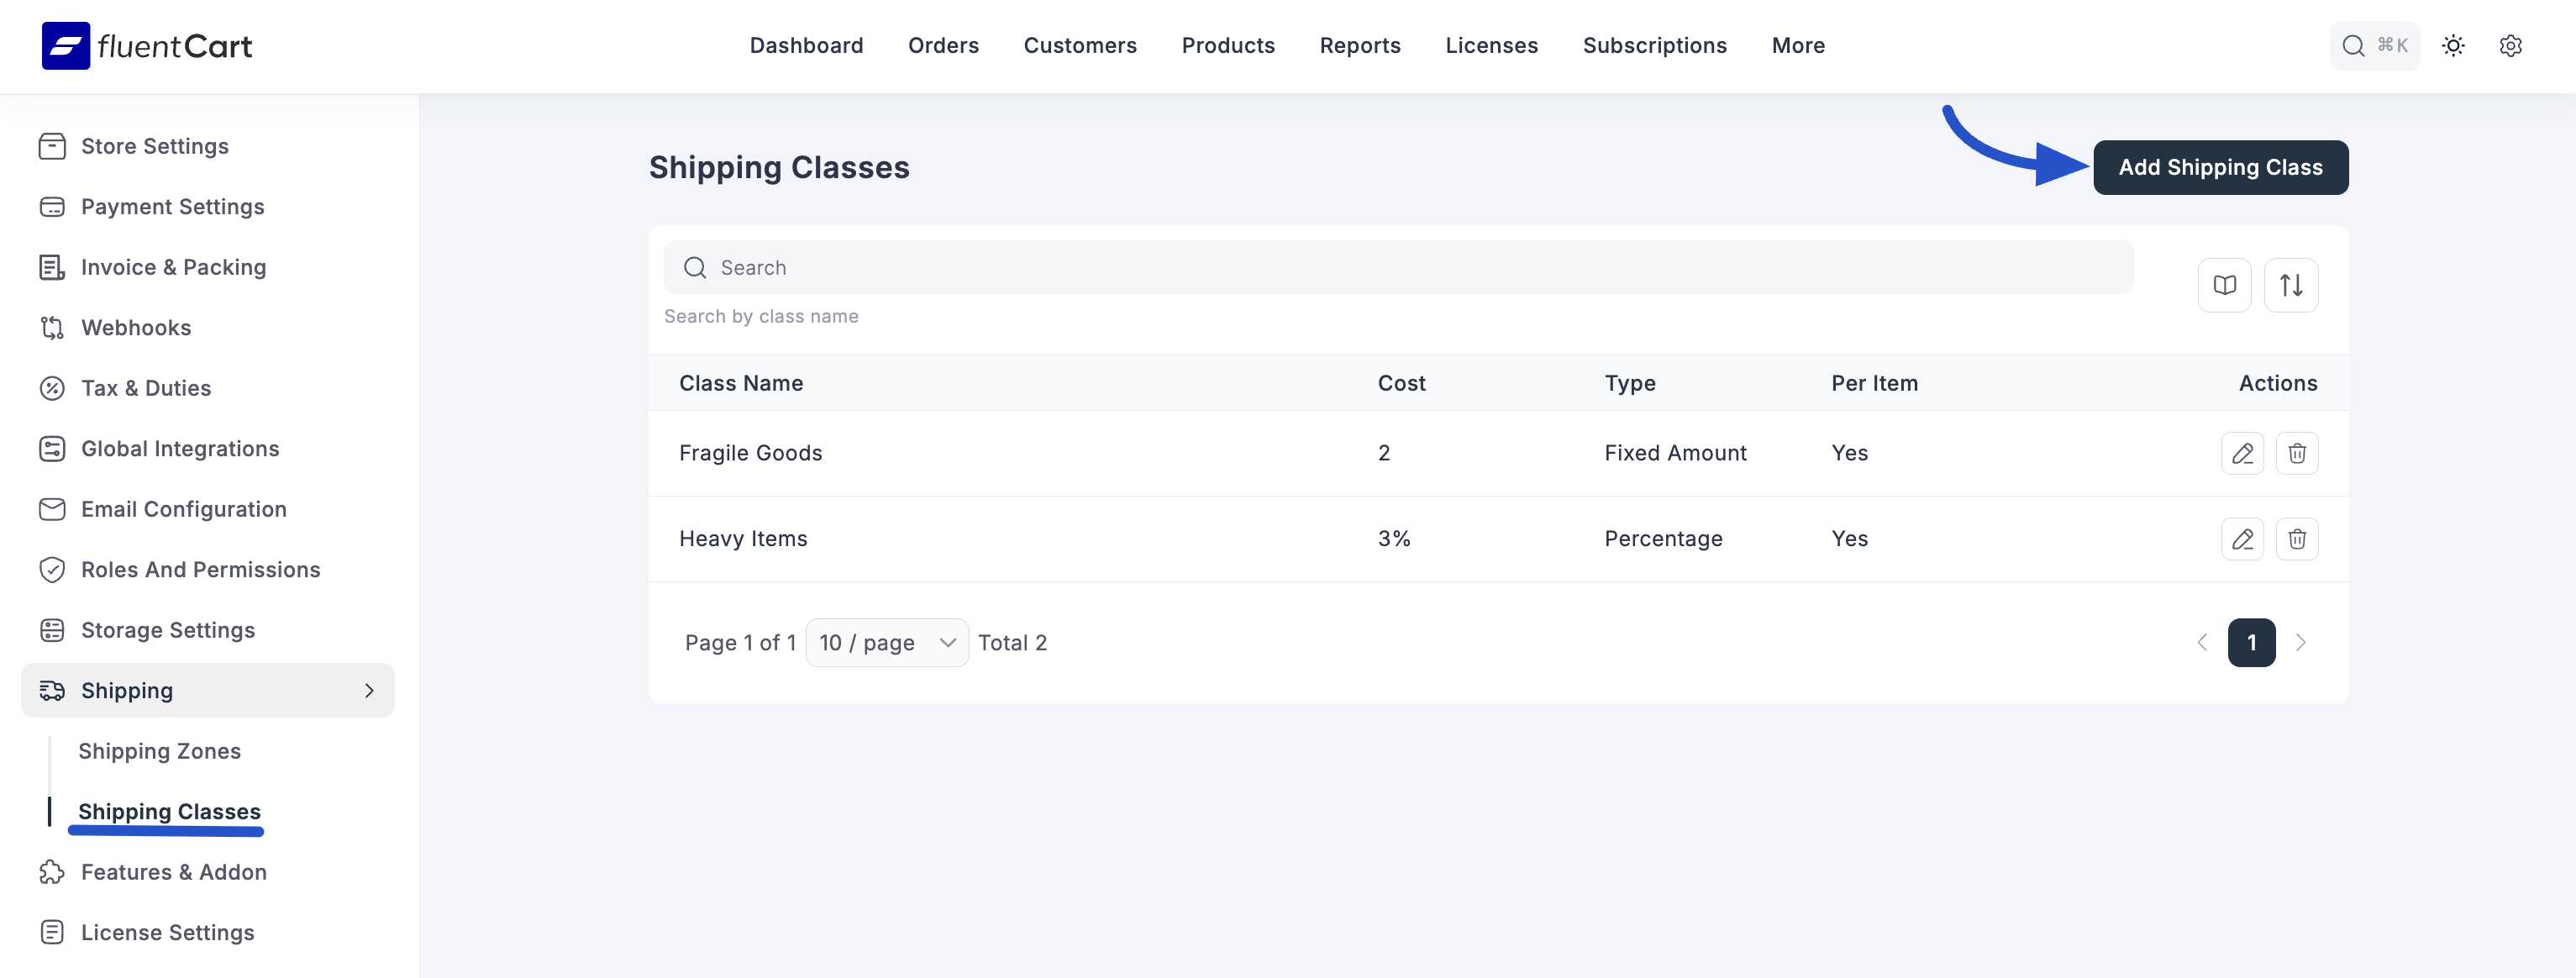 fluentCart
Dashboard Orders Customers Products Reports Licenses Subscriptions More
⌘K
Store Settings
Payment Settings
Invoice & Packing
Webhooks
Tax & Duties
Global Integrations
Email Configuration
Roles And Permissions
Storage Settings
Shipping
Shipping Zones
Shipping Classes
Features & Addon
License Settings
Shipping Classes
Add Shipping Class
Search
Search by class name
Class Name Cost Type Per Item Actions
Fragile Goods 2 Fixed Amount Yes
Heavy Items 3% Percentage Yes
Page 1 of 1 10 / page Total 2 1